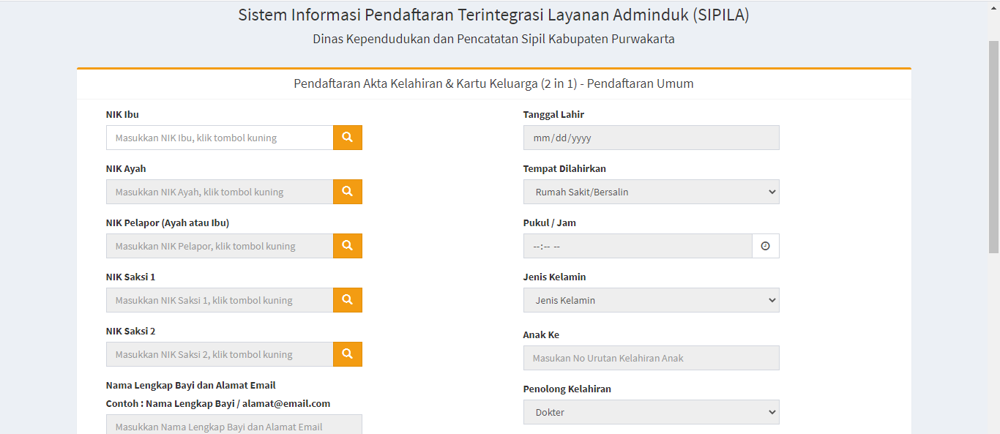 Sistem Informasi Pendaftaran Terintegrasi Layanan Adminduk (SIPILA)
Dinas Kependudukan dan Pencatatan Sipil Kabupaten Purwakarta
Pendaftaran Akta Kelahiran & Kartu Keluarga (2 in 1) - Pendaftaran Umum
NIK Ibu
Masukkan NIK Ibu, klik tombol kuning
NIK Ayah
Masukkan NIK Ayah, klik tombol kuning
NIK Pelapor (Ayah atau Ibu)
Masukkan NIK Pelapor, klik tombol kuning
NIK Saksi 1
Masukkan NIK Saksi 1, klik tombol kuning
NIK Saksi 2
Masukkan NIK Saksi 2, klik tombol kuning
Nama Lengkap Bayi dan Alamat Email
Contoh : Nama Lengkap Bayi / alamat@email.com
Masukkan Nama Lengkap Bayi dan Alamat Email
Tanggal Lahir
mm/dd/yyyy
Tempat Dilahirkan
Rumah Sakit/Bersalin
Pukul / Jam
--:-- --
Jenis Kelamin
Jenis Kelamin
Anak Ke
Masukan No Urutan Kelahiran Anak
Penolong Kelahiran
Dokter